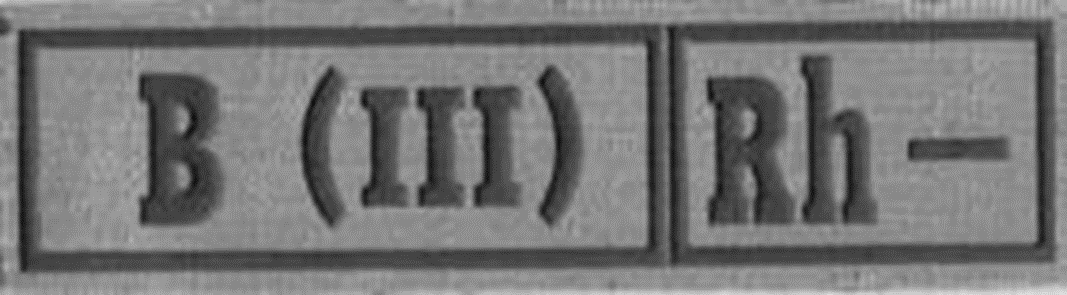 B (III) Rh –